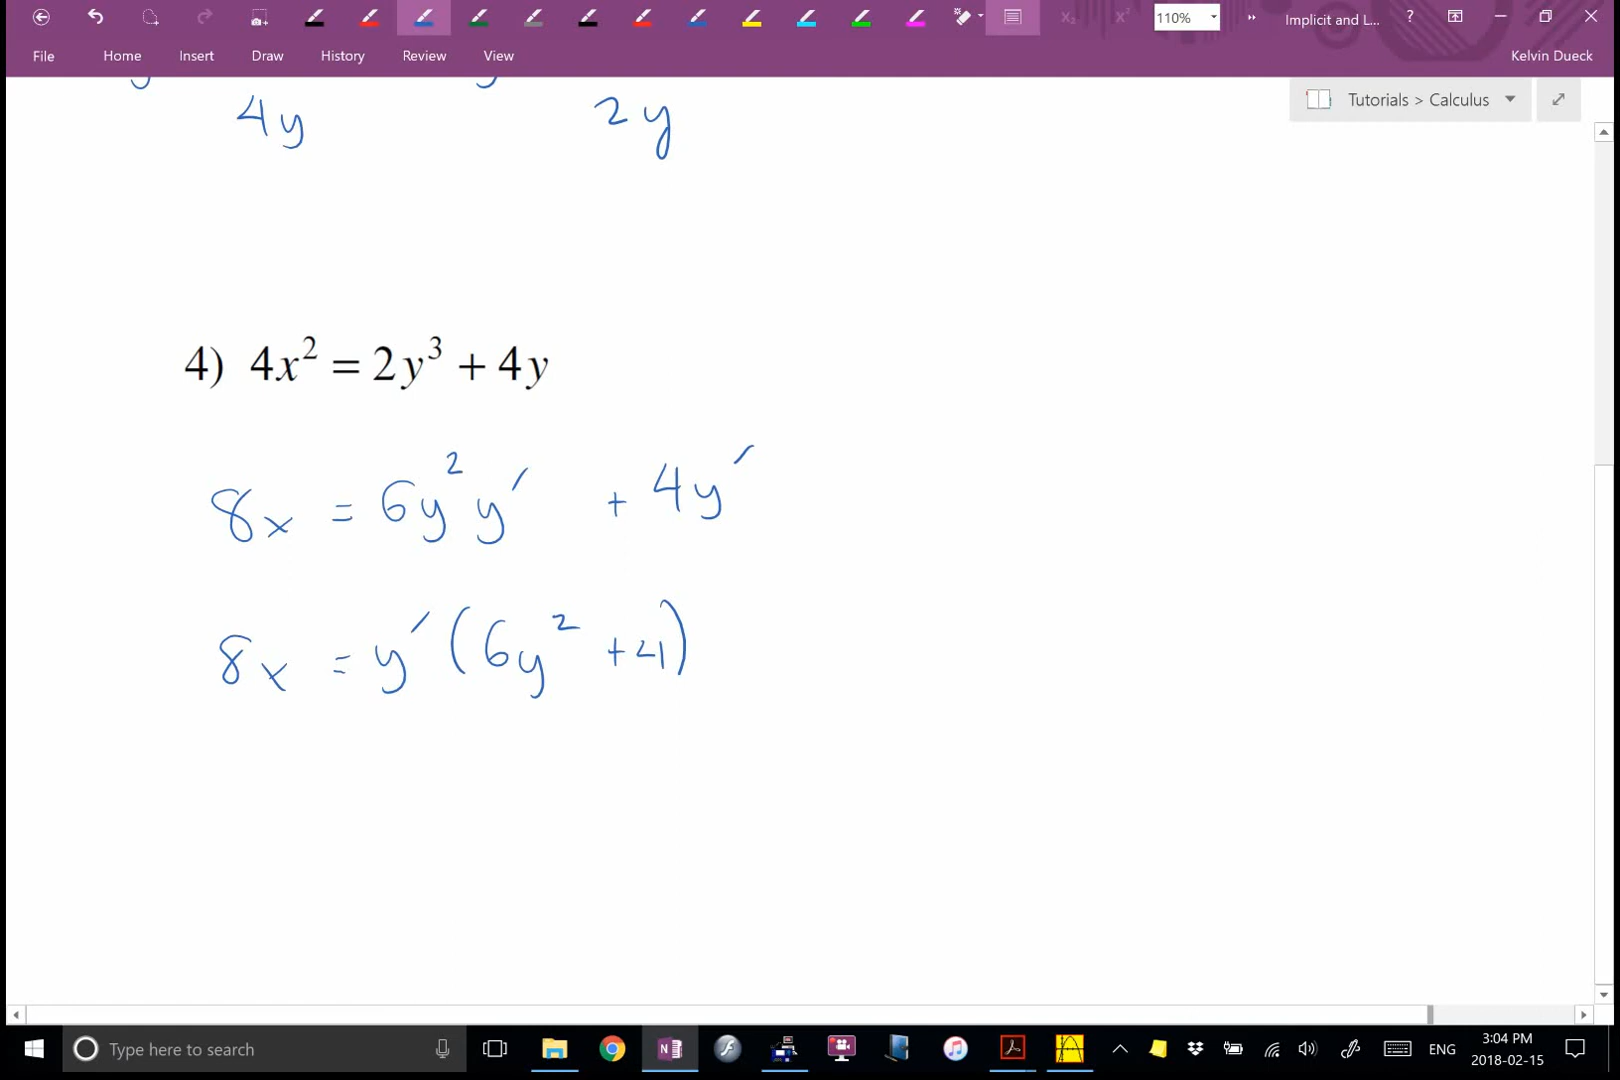 110%
Implicit and L...
?
File Home Insert Draw History Review View
Kelvin Dueck
Tutorials > Calculus
4y 2y
4) 4x² = 2y³ + 4y
8x = 6y² y′ + 4y′
8x = y′ (6y² + 4)
Type here to search
ENG
3:04 PM
2018-02-15